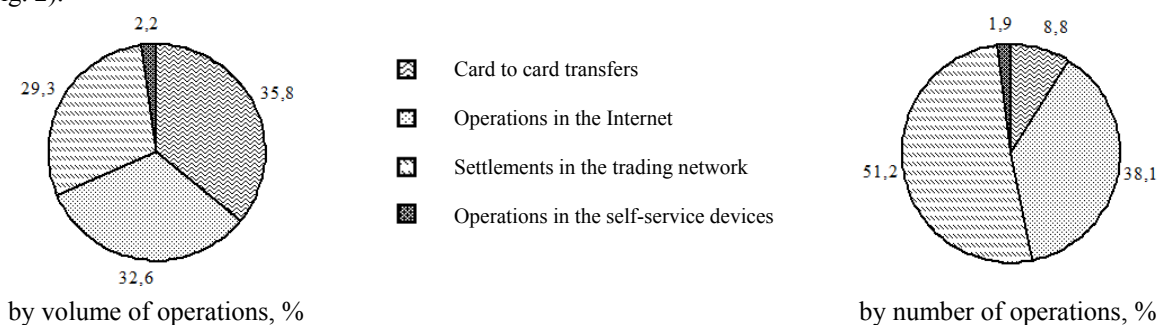 ig. 2).
2,2
29,3
35,8
32,6
by volume of operations, %
Card to card transfers
Operations in the Internet
Settlements in the trading network
Operations in the self-service devices
1,9
8,8
51,2
38,1
by number of operations, %